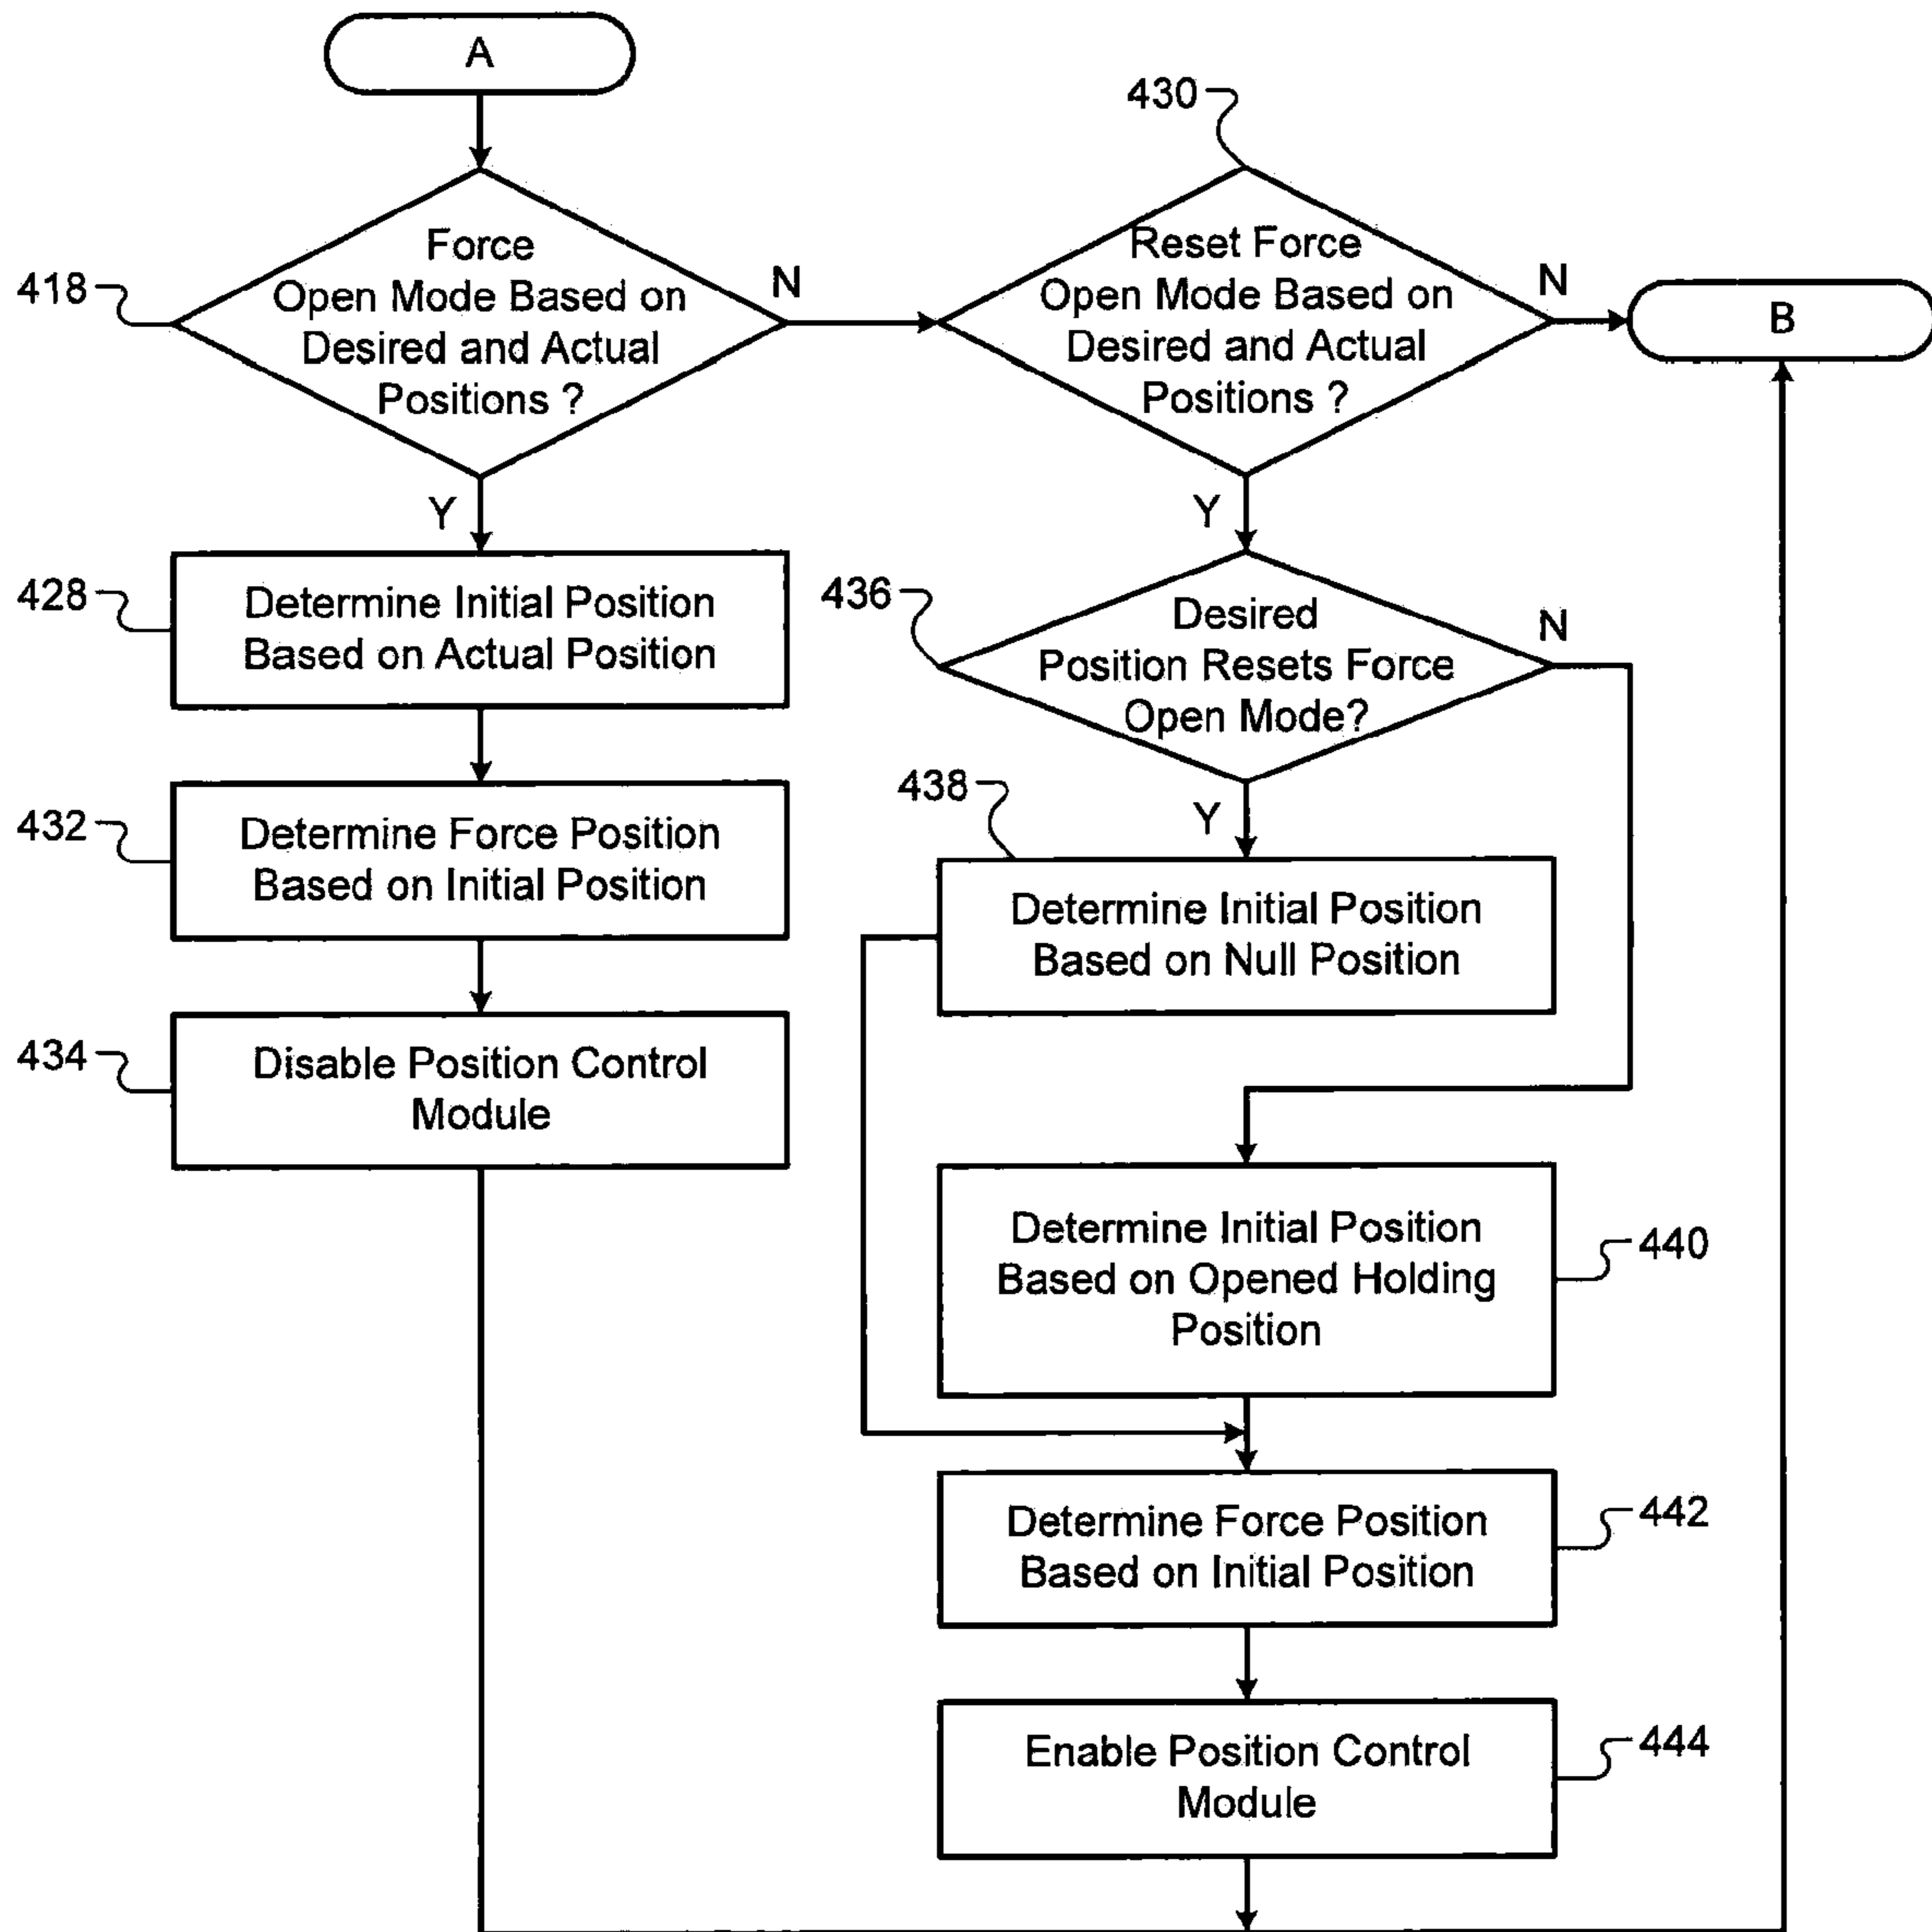 A
418
Force
Open Mode Based on
Desired and Actual
Positions ?
N
Y
430
Reset Force
Open Mode Based on
Desired and Actual
Positions ?
N
B
Y
428
Determine Initial Position
Based on Actual Position
436
Desired
Position Resets Force
Open Mode?
N
Y
432
Determine Force Position
Based on Initial Position
438
Determine Initial Position
Based on Null Position
434
Disable Position Control
Module
Determine Initial Position
Based on Opened Holding
Position
440
Determine Force Position
Based on Initial Position
442
Enable Position Control
Module
444